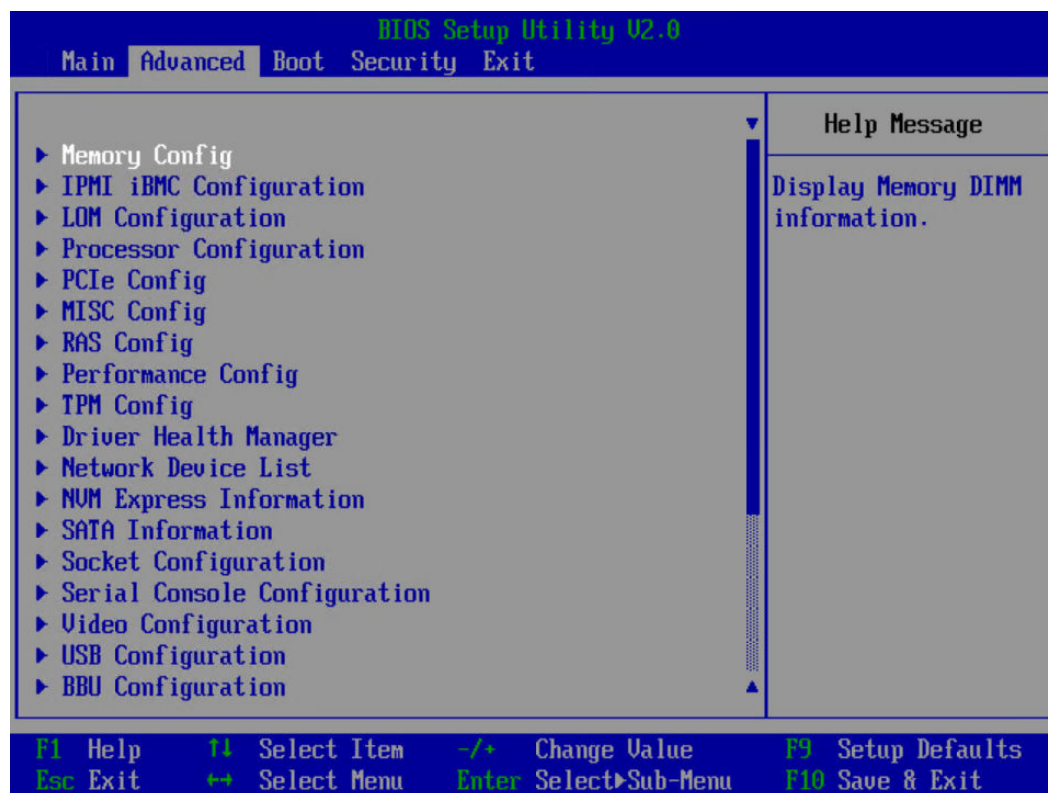 BIOS Setup Utility V2.0
Main Advanced Boot Security Exit
Help Message
Display Memory DIMM
information.
Memory Config
IPMI iBMC Configuration
LOM Configuration
Processor Configuration
PCIe Config
MISC Config
RAS Config
Performance Config
TPM Config
Driver Health Manager
Network Device List
NVM Express Information
SATA Information
Socket Configuration
Serial Console Configuration
Video Configuration
USB Configuration
BBU Configuration
F1 Help ↑↓ Select Item -/+ Change Value F9 Setup Defaults
Esc Exit ↔ Select Menu Enter Select▶Sub-Menu F10 Save & Exit